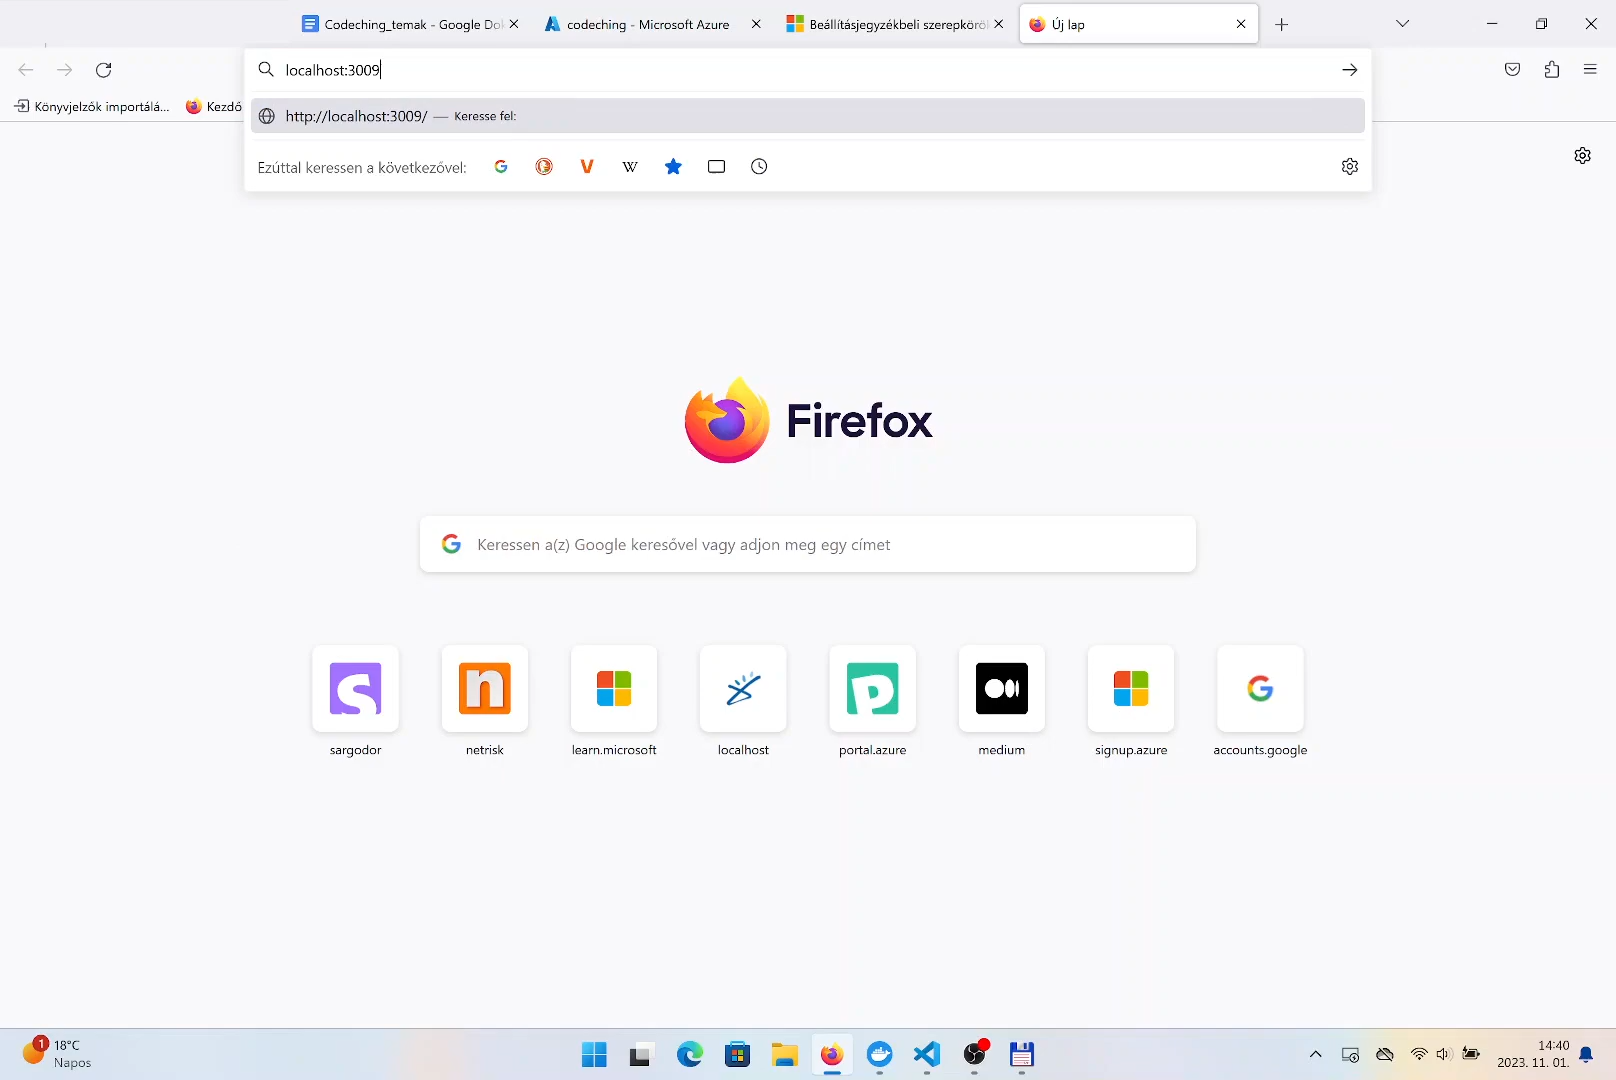 Codeching_temak - Google Do
codeching - Microsoft Azure
Beállításjegyzékbeli szerepkörök
Új lap
localhost:3009
Könyvjelzők importálá...
Kezdő
http://localhost:3009/ — Keresse fel:
Ezúttal keressen a következővel:
Firefox
Keressen a(z) Google keresővel vagy adjon meg egy címet
sargodor
netrisk
learn.microsoft
localhost
portal.azure
medium
signup.azure
accounts.google
1
18°C
Napos
14:40
2023. 11. 01.